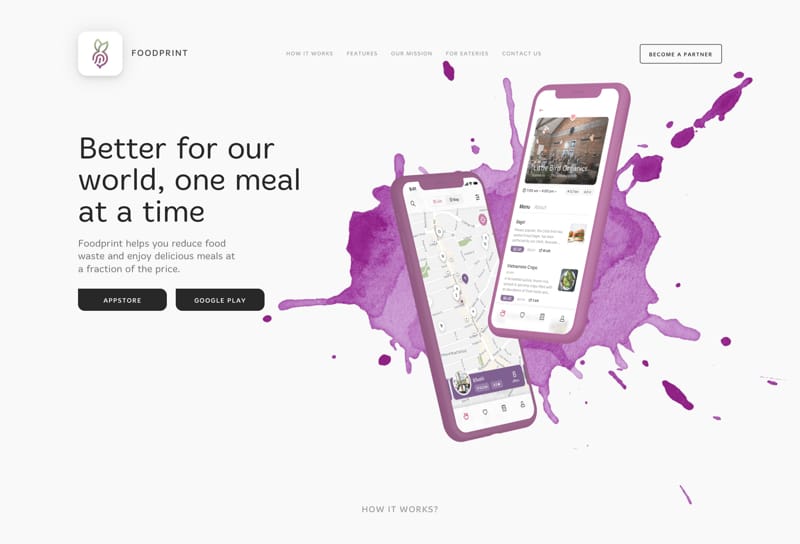 FOODPRINT
HOW IT WORKS
FEATURES
OUR MISSION
FOR EATERIES
CONTACT US
BECOME A PARTNER
Better for our
world, one meal
at a time
Foodprint helps you reduce food
waste and enjoy delicious meals at
a fraction of the price.
APPSTORE
GOOGLE PLAY
Little Bird Organics
Menu About
Vietnamese Crepe
HOW IT WORKS?